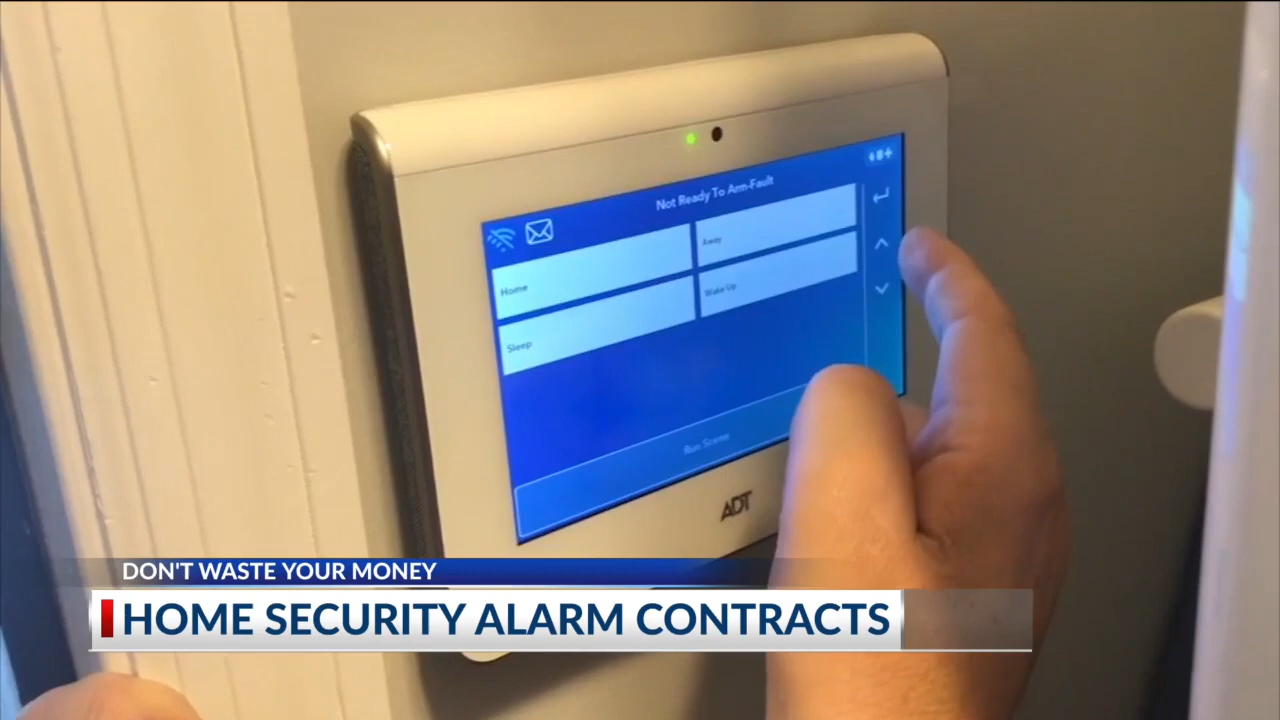 Not Ready To Arm-Fault
Home
Away
Sleep
Wake Up
Run Scene
ADT
DON'T WASTE YOUR MONEY
HOME SECURITY ALARM CONTRACTS